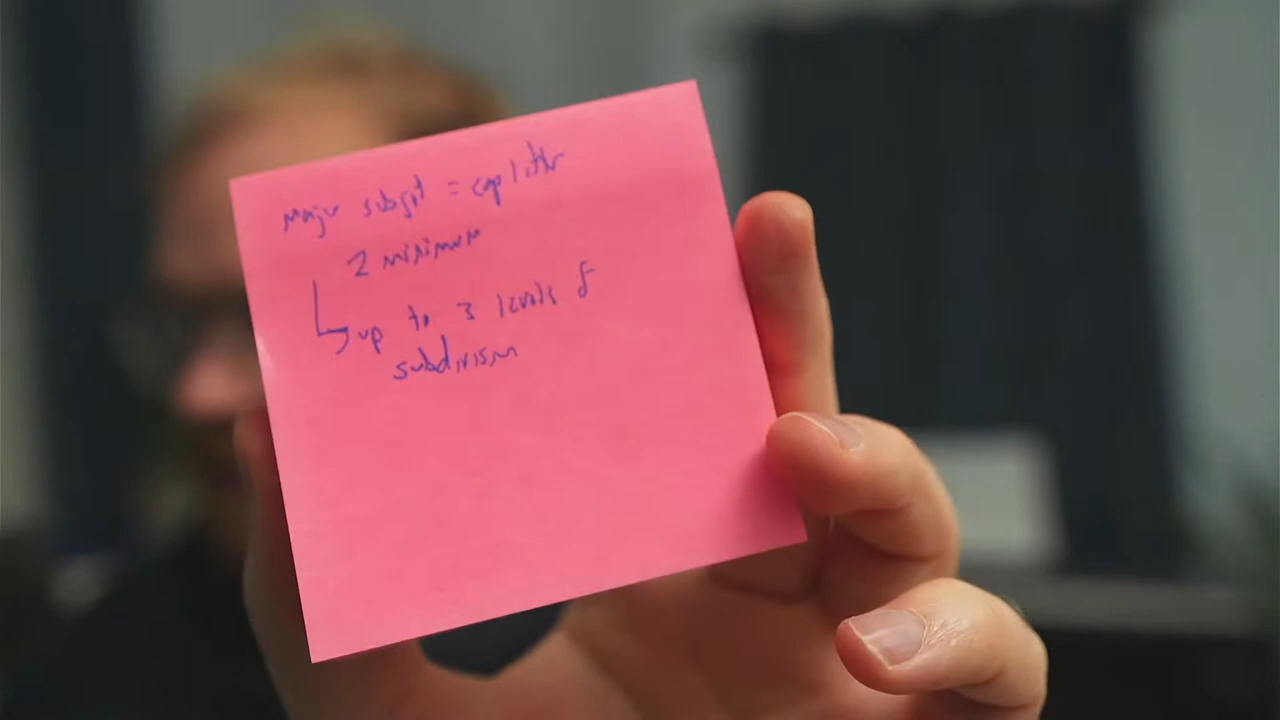 major subject = cap letter
2 minimum
up to 3 levels of
subdivision